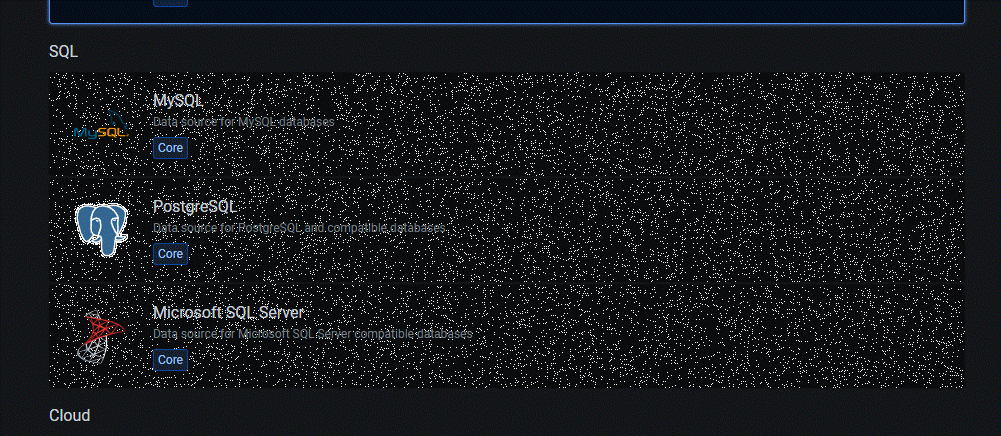 SQL
MySQL
Data source for MySQL databases
MySQL
Core
PostgreSQL
Data source for PostgreSQL and compatible databases
Core
Microsoft SQL Server
Data source for Microsoft SQL Server compatible databases
Core
Cloud